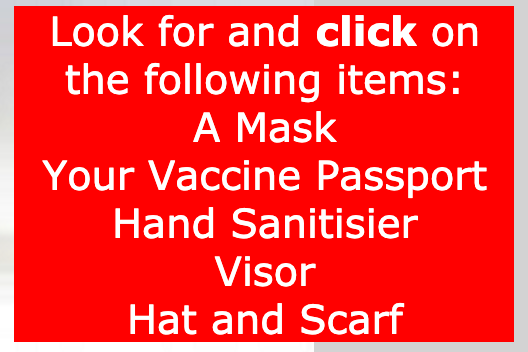 Look for and click on
the following items:
A Mask
Your Vaccine Passport
Hand Sanitisier
Visor
Hat and Scarf